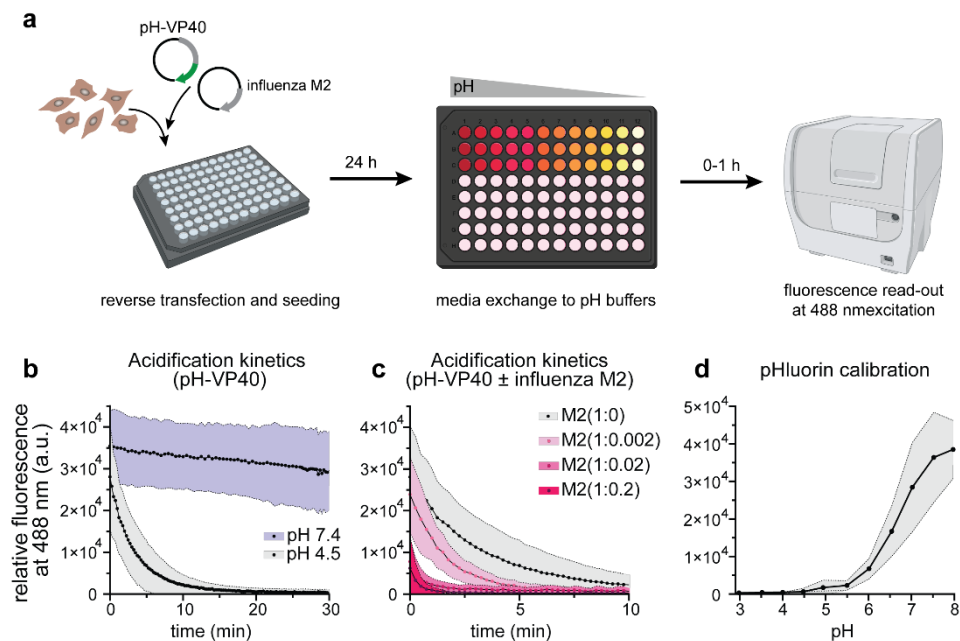 a
pH-VP40
influenza M2
24 h
pH
0-1 h
reverse transfection and seeding
media exchange to pH buffers
fluorescence read-out
at 488 nmexcitation
b
Acidification kinetics
(pH-VP40)
relative fluorescence
at 488 nm (a.u.)
5×10⁴
4×10⁴
3×10⁴
2×10⁴
1×10⁴
0
pH 7.4
pH 4.5
0 10 20 30
time (min)
c
Acidification kinetics
(pH-VP40 ± influenza M2)
5×10⁴
4×10⁴
3×10⁴
2×10⁴
1×10⁴
0
M2(1:0)
M2(1:0.002)
M2(1:0.02)
M2(1:0.2)
0 5 10
time (min)
d
pHluorin calibration
5×10⁴
4×10⁴
3×10⁴
2×10⁴
1×10⁴
0
3 4 5 6 7 8
pH